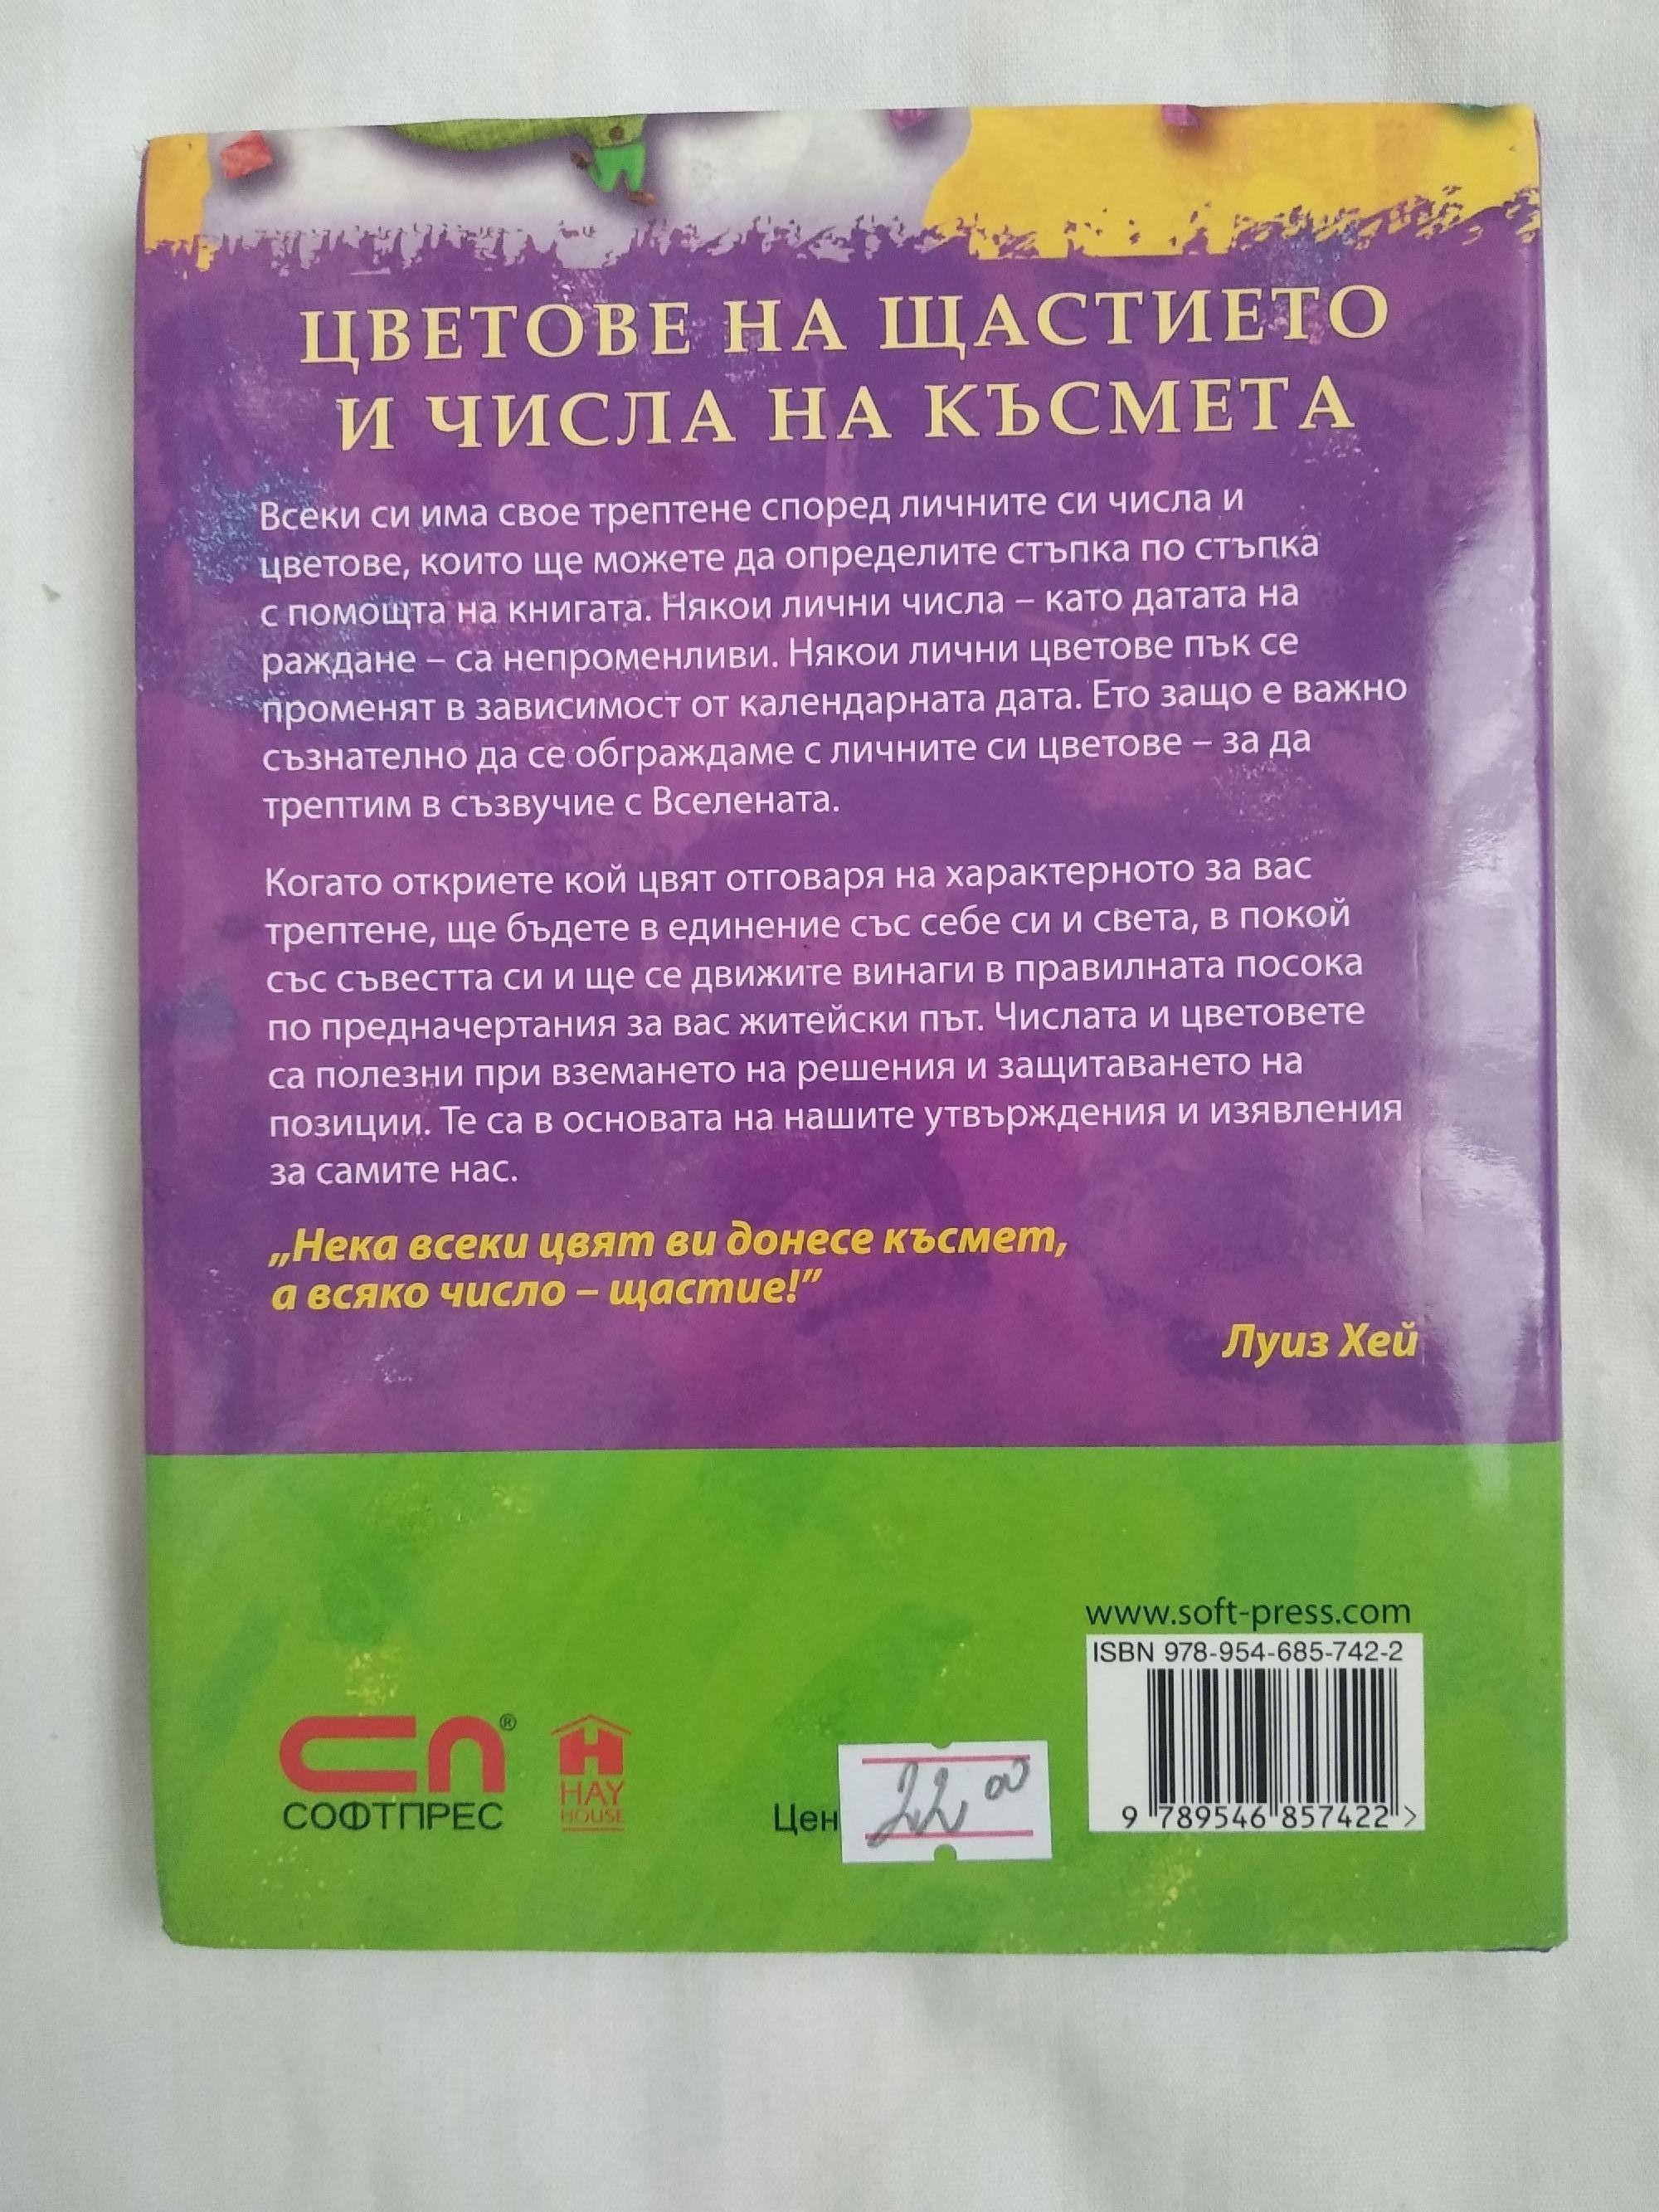 ЦВЕТОВЕ НА ЩАСТИЕТО
И ЧИСЛА НА КЪСМЕТА
Всеки си има свое трептене според личните си числа и
цветове, които ще можете да определите стъпка по стъпка
с помощта на книгата. Някои лични числа – като датата на
раждане – са непроменливи. Някои лични цветове пък се
променят в зависимост от календарната дата. Ето защо е важно
съзнателно да се обграждаме с личните си цветове – за да
трептим в съзвучие с Вселената.
Когато откриете кой цвят отговаря на характерното за вас
трептене, ще бъдете в единение със себе си и света, в покой
със съвестта си и ще се движите винаги в правилната посока
по предначертания за вас житейски път. Числата и цветовете
са полезни при вземането на решения и защитаването на
позиции. Те са в основата на нашите утвърждения и изявления
за самите нас.
„Нека всеки цвят ви донесе късмет,
а всяко число – щастие!”
Луиз Хей
www.soft-press.com
ISBN 978-954-685-742-2
9 789546 857422 >
сп®
СОФТПРЕС
H
HAY
HOUSE
Цен
22 00